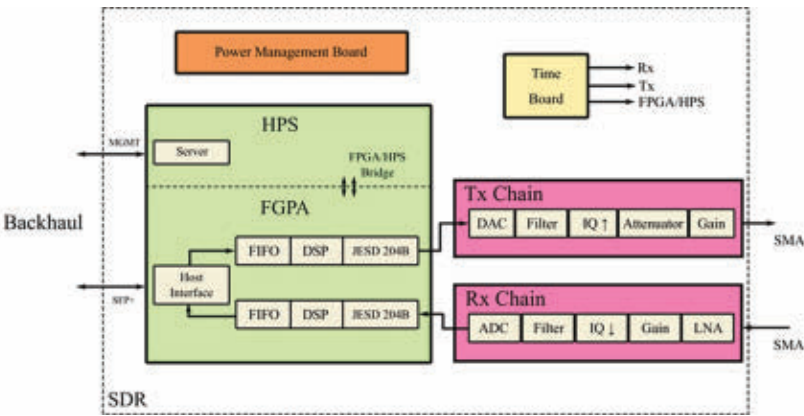 Power Management Board
Time
Board
Rx
Tx
FPGA/HPS
HPS
MGMT
Server
FPGA/HPS
Bridge
Backhaul
FGPA
FIFO DSP JESD 204B
Host
Interface
SFP+
FIFO DSP JESD 204B
Tx Chain
DAC Filter IQ ↑ Attenuator Gain
SMA
Rx Chain
ADC Filter IQ ↓ Gain LNA
SMA
SDR